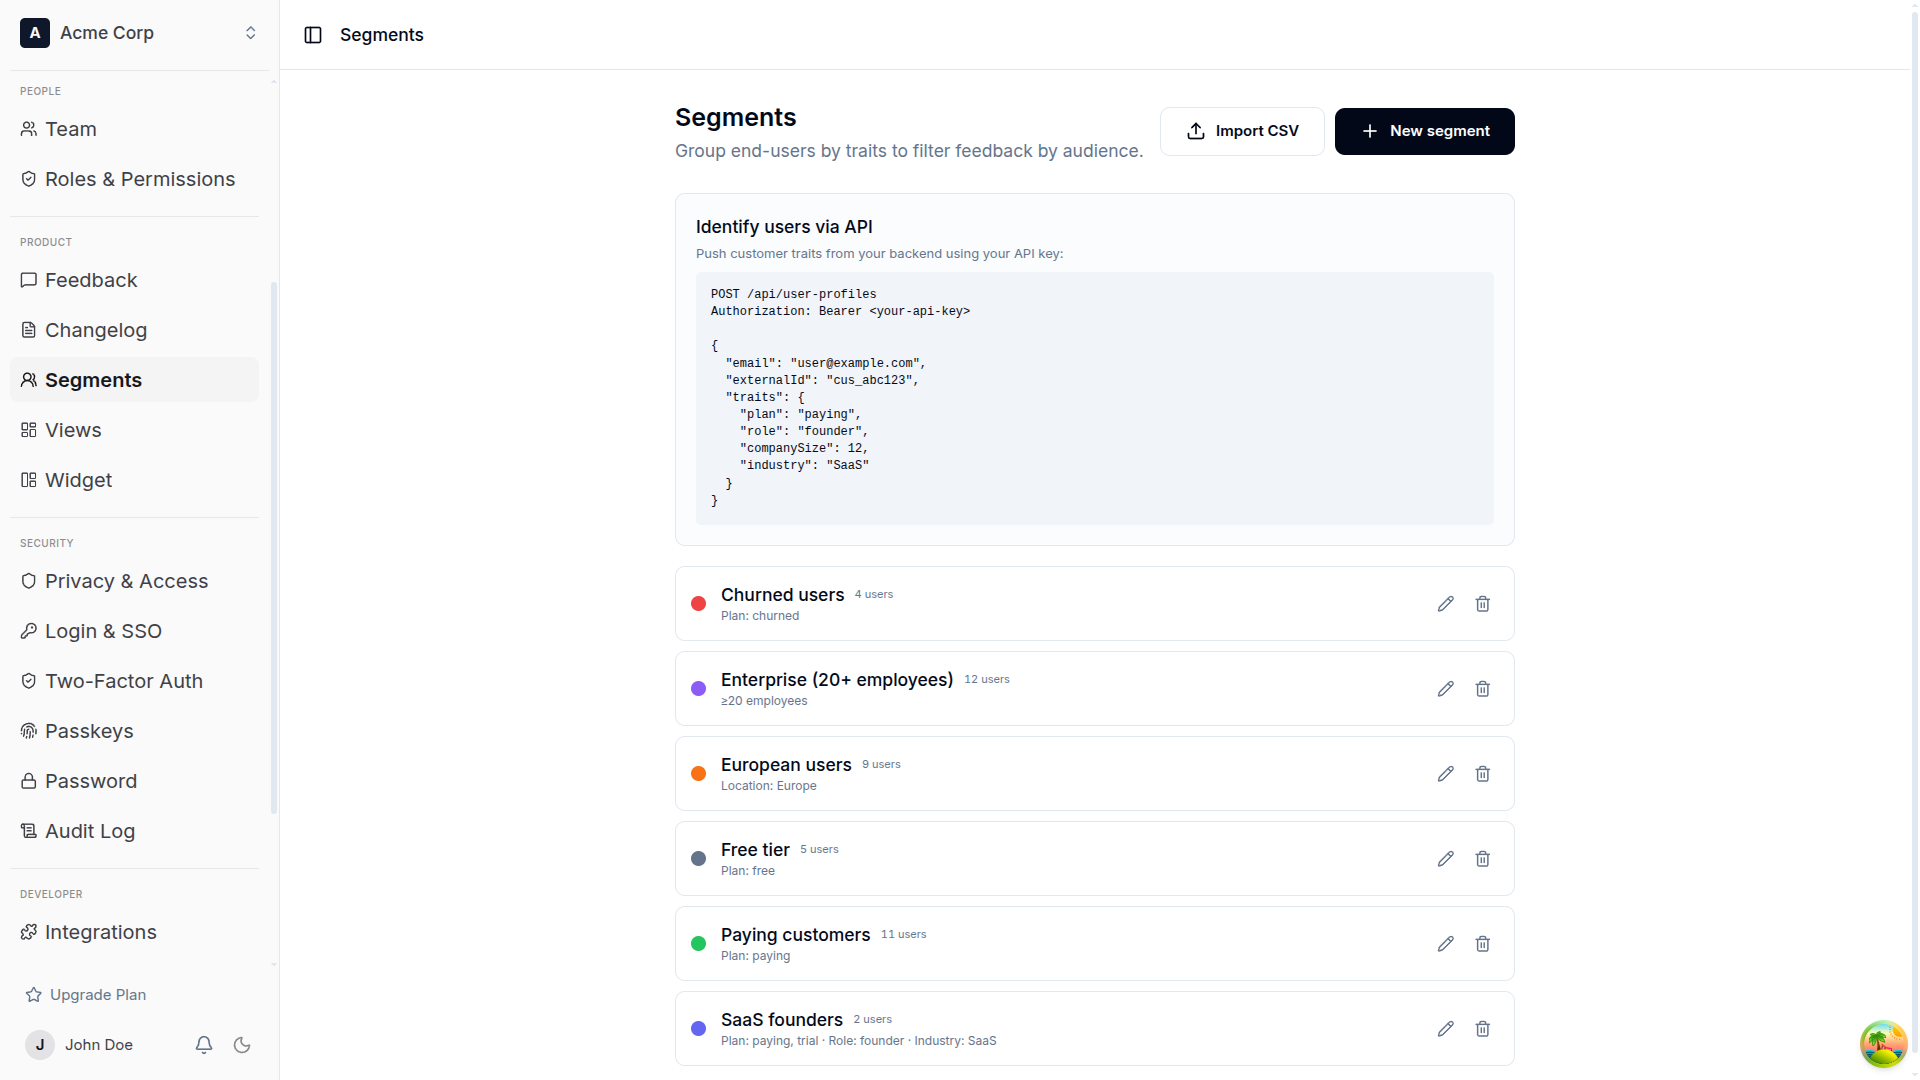 A Acme Corp
PEOPLE
Team
Roles & Permissions
PRODUCT
Feedback
Changelog
Segments
Views
Widget
SECURITY
Privacy & Access
Login & SSO
Two-Factor Auth
Passkeys
Password
Audit Log
DEVELOPER
Integrations
Upgrade Plan
J John Doe
Segments
Segments
Group end-users by traits to filter feedback by audience.
Import CSV
New segment
Identify users via API
Push customer traits from your backend using your API key:
POST /api/user-profiles
Authorization: Bearer <your-api-key>
{
"email": "user@example.com",
"externalId": "cus_abc123",
"traits": {
"plan": "paying",
"role": "founder",
"companySize": 12,
"industry": "SaaS"
}
}
Churned users 4 users
Plan: churned
Enterprise (20+ employees) 12 users
≥20 employees
European users 9 users
Location: Europe
Free tier 5 users
Plan: free
Paying customers 11 users
Plan: paying
SaaS founders 2 users
Plan: paying, trial · Role: founder · Industry: SaaS